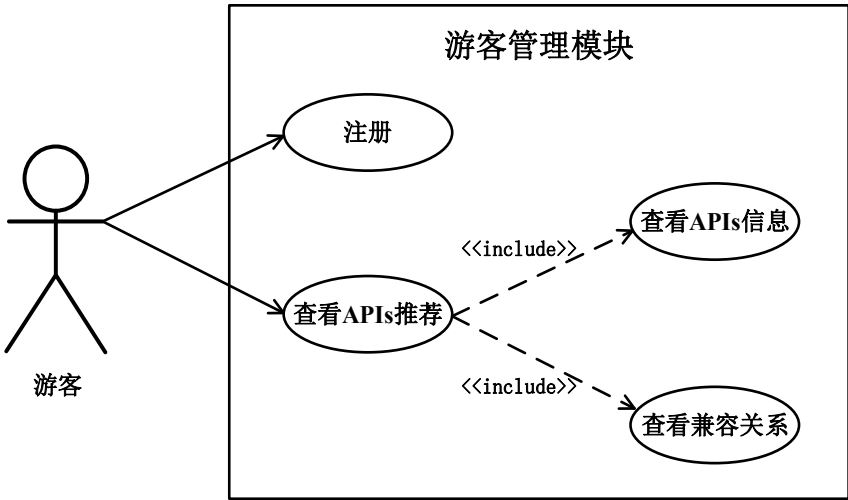 游客管理模块
注册
查看APIs信息
<<include>>
查看APIs推荐
<<include>>
游客
查看兼容关系